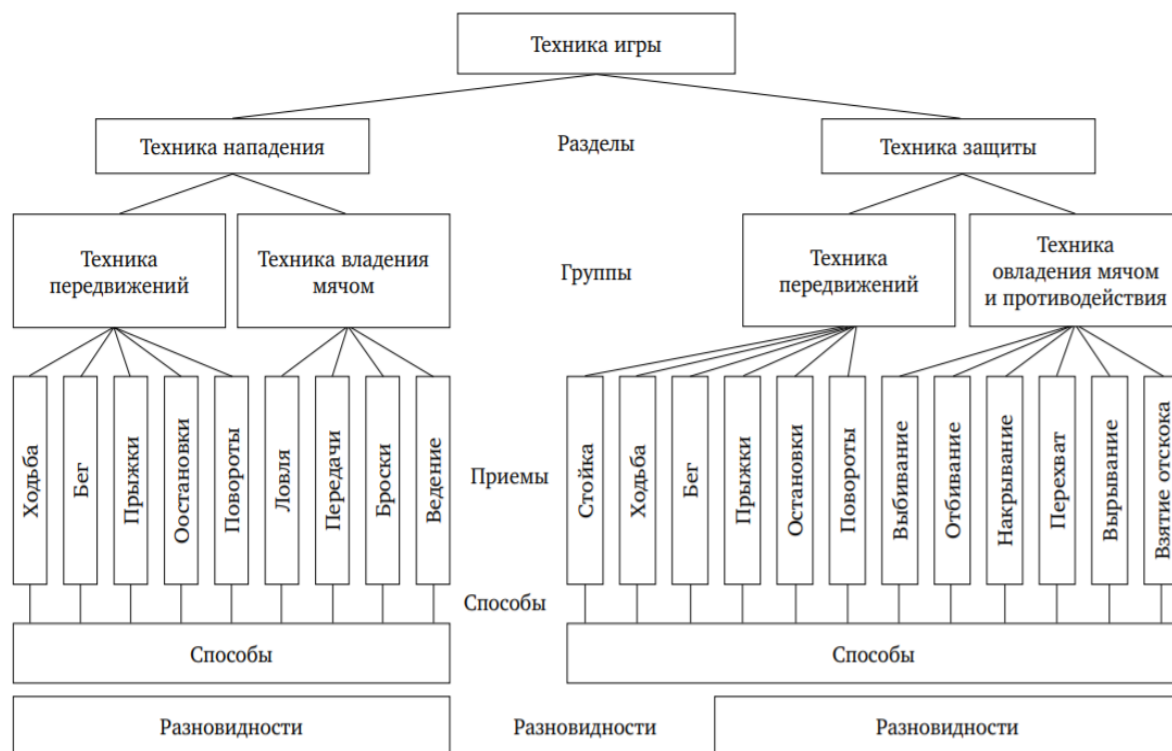 Техника игры
Техника нападения
Разделы
Техника защиты
Техника
передвижений
Техника владения
мячом
Группы
Техника
передвижений
Техника
овладения мячом
и противодействия
Ходьба
Бег
Прыжки
Оостановки
Повороты
Ловля
Передачи
Броски
Ведение
Приемы
Стойка
Ходьба
Бег
Прыжки
Остановки
Повороты
Выбивание
Отбивание
Накрывание
Перехват
Вырывание
Взятие отскока
Способы
Способы
Способы
Разновидности
Разновидности
Разновидности